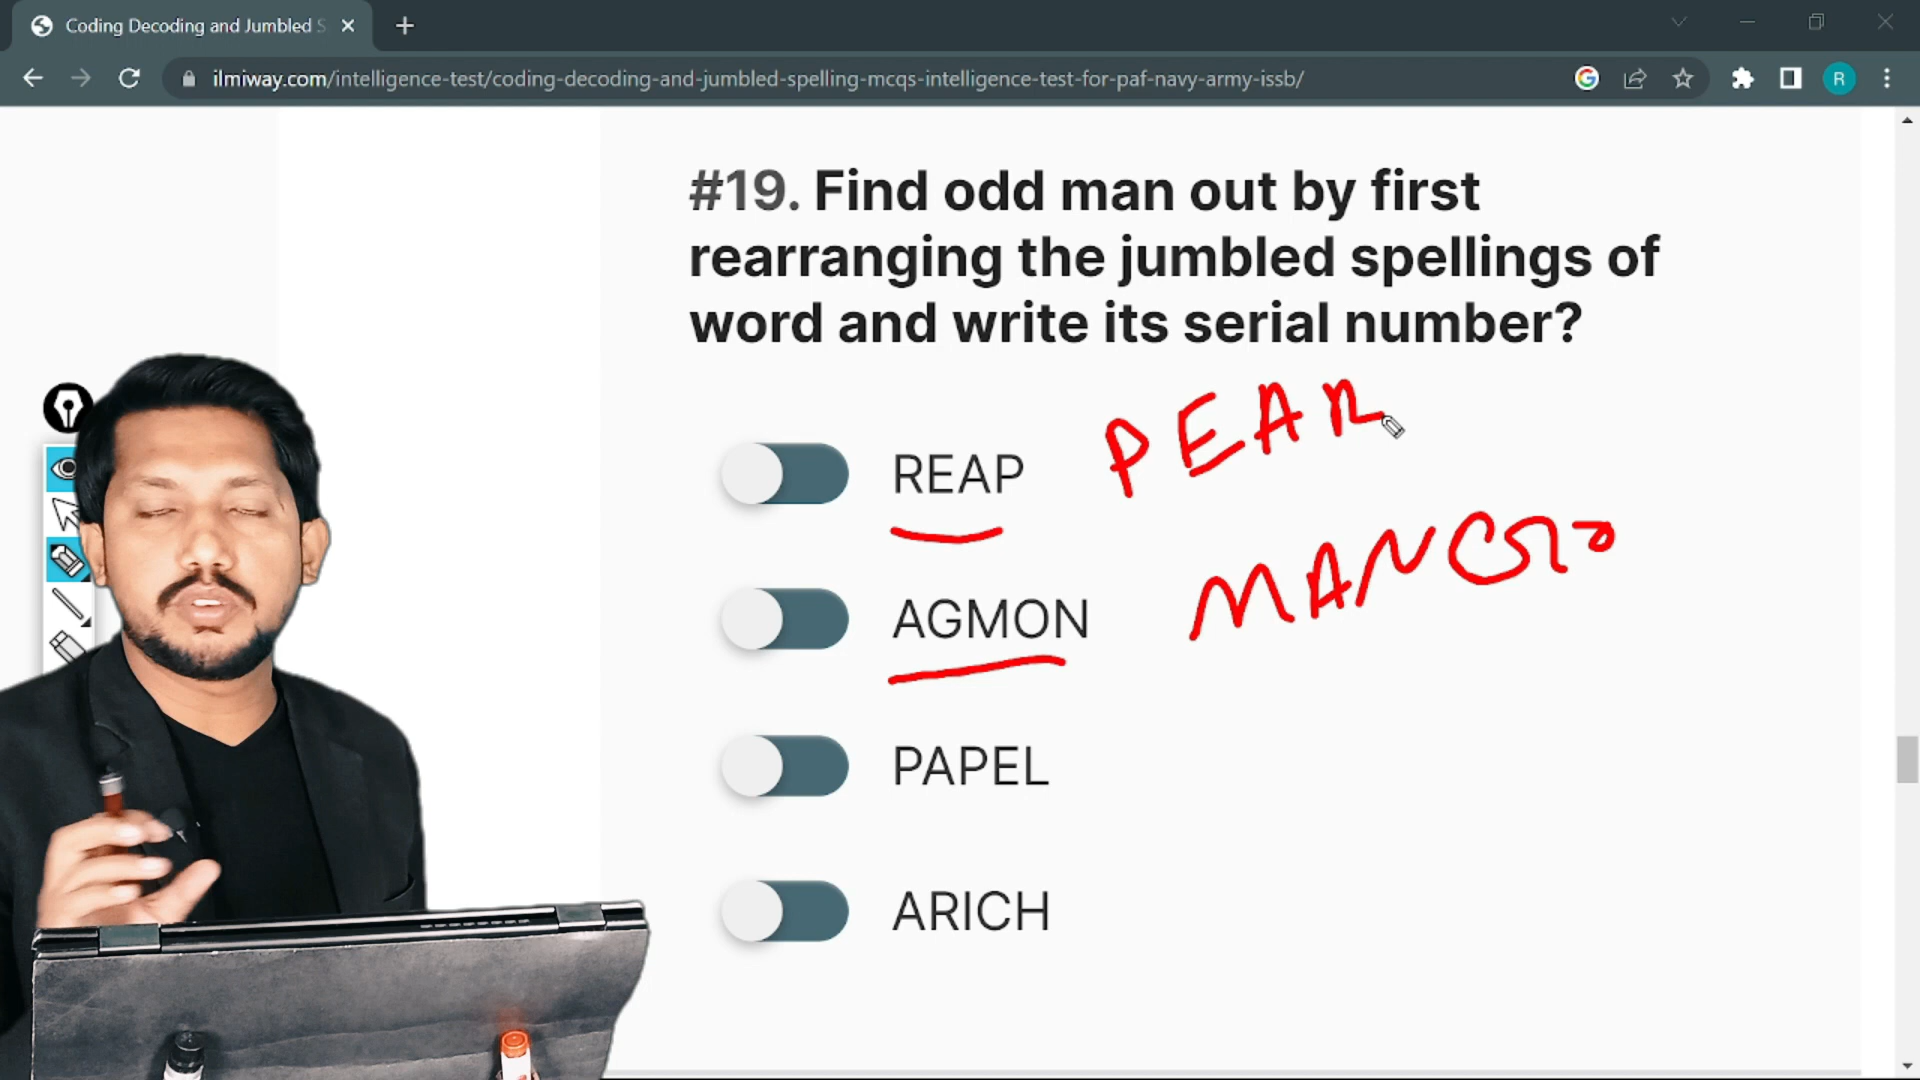 Coding Decoding and Jumbled S
ilmiway.com/intelligence-test/coding-decoding-and-jumbled-spelling-mcqs-intelligence-test-for-paf-navy-army-issb/
R
#19. Find odd man out by first
rearranging the jumbled spellings of
word and write its serial number?
REAP PEAR
AGMON MANGO
PAPEL
ARICH